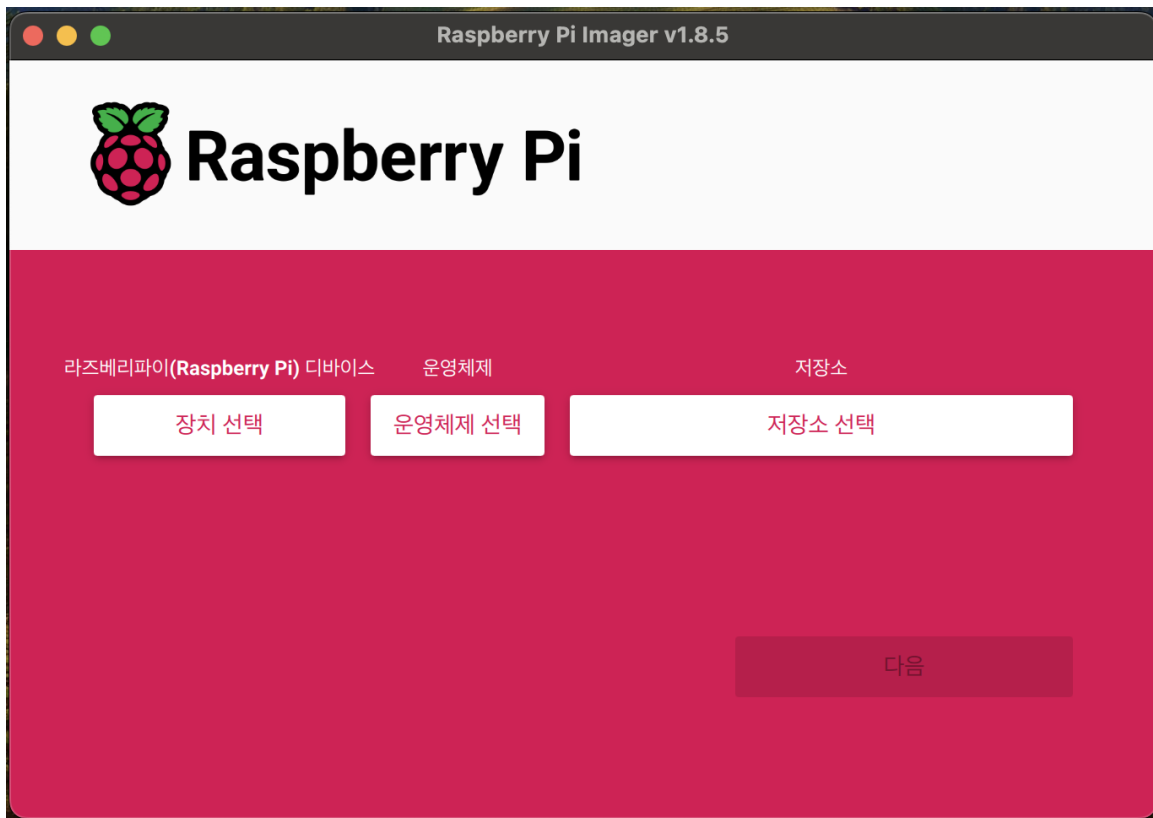 Raspberry Pi Imager v1.8.5
Raspberry Pi
라즈베리파이(Raspberry Pi) 디바이스 운영체제 저장소
장치 선택 운영체제 선택 저장소 선택
다음